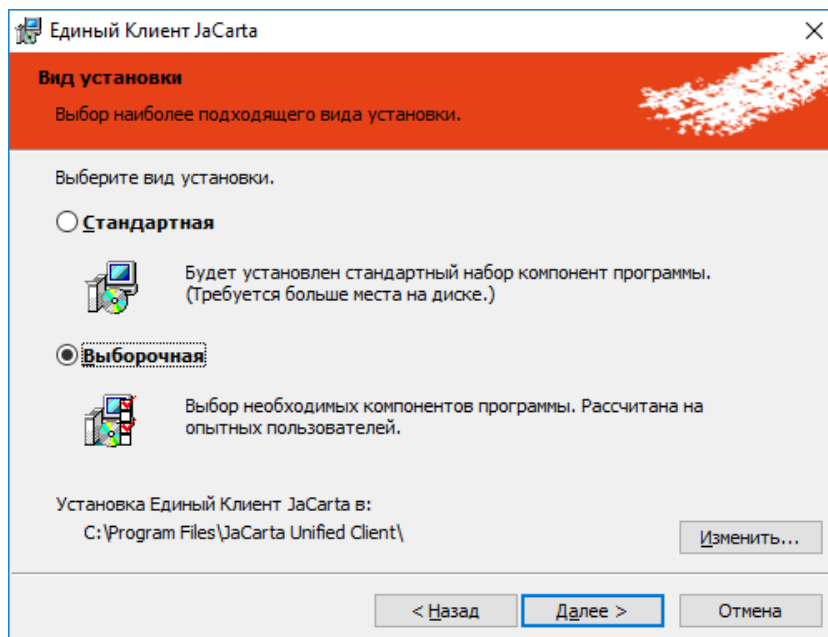 Единый Клиент JaCarta
Вид установки
Выбор наиболее подходящего вида установки.
Выберите вид установки.
Стандартная
Будет установлен стандартный набор компонент программы.
(Требуется больше места на диске.)
Выборочная
Выбор необходимых компонентов программы. Рассчитана на
опытных пользователей.
Установка Единый Клиент JaCarta в:
C:\Program Files\JaCarta Unified Client\
Изменить...
< Назад
Далее >
Отмена